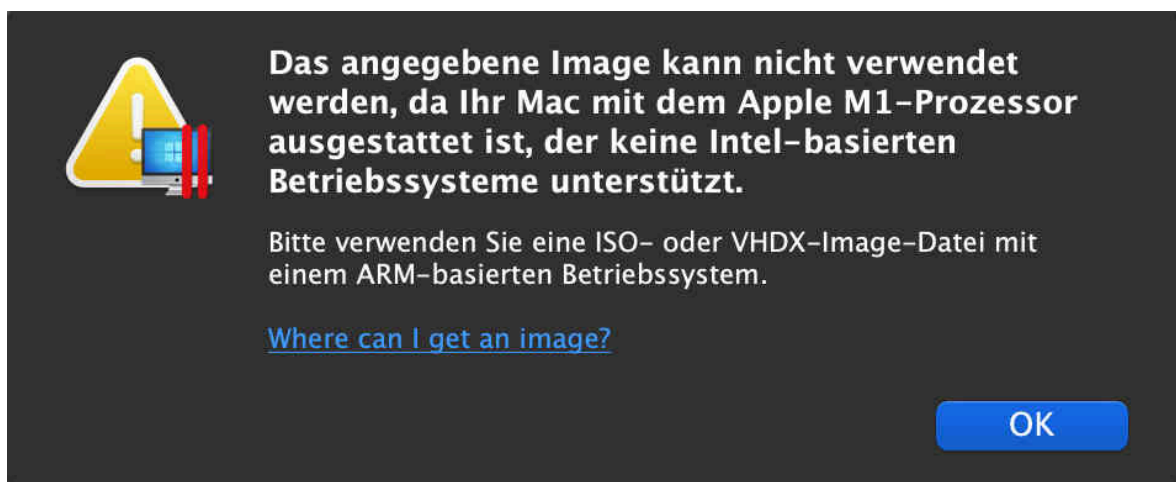 Das angegebene Image kann nicht verwendet
werden, da Ihr Mac mit dem Apple M1-Prozessor
ausgestattet ist, der keine Intel-basierten
Betriebssysteme unterstützt.
Bitte verwenden Sie eine ISO- oder VHDX-Image-Datei mit
einem ARM-basierten Betriebssystem.
Where can I get an image?
OK